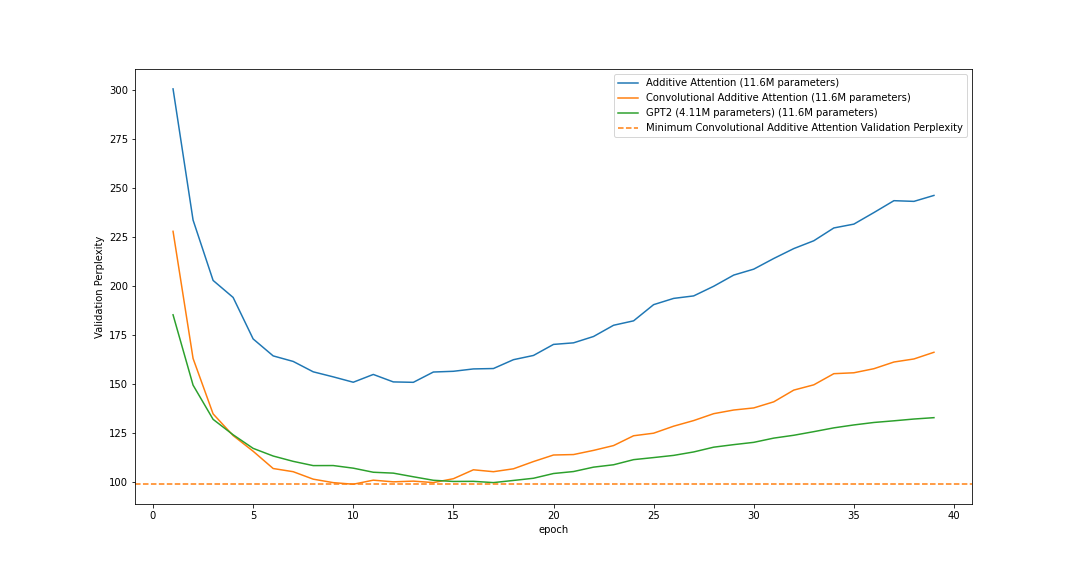 Additive Attention (11.6M parameters)
Convolutional Additive Attention (11.6M parameters)
GPT2 (4.11M parameters) (11.6M parameters)
Minimum Convolutional Additive Attention Validation Perplexity
Validation Perplexity
300
275
250
225
200
175
150
125
100
0 5 10 15 20 25 30 35 40
epoch